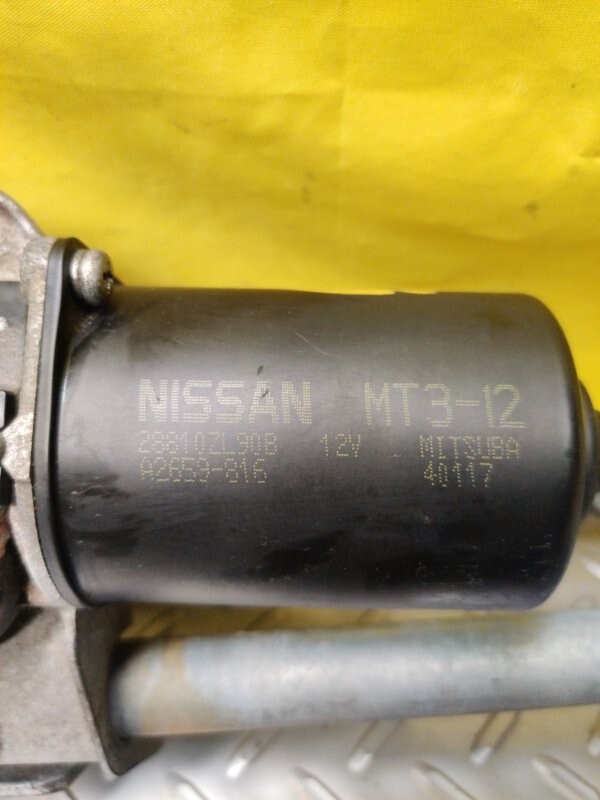 NISSAN MT3-12
28810ZL90B 12V MITSUBA
A2659-816 40117